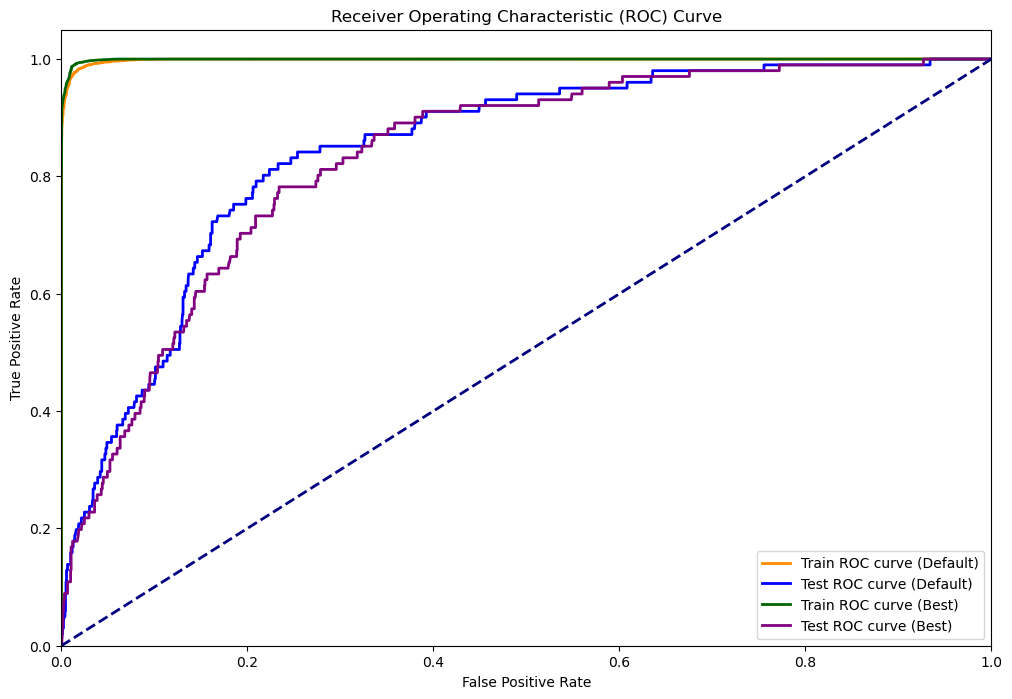 Receiver Operating Characteristic (ROC) Curve
True Positive Rate
1.0
0.8
0.6
0.4
0.2
0.0
Train ROC curve (Default)
Test ROC curve (Default)
Train ROC curve (Best)
Test ROC curve (Best)
0.0 0.2 0.4 0.6 0.8 1.0
False Positive Rate